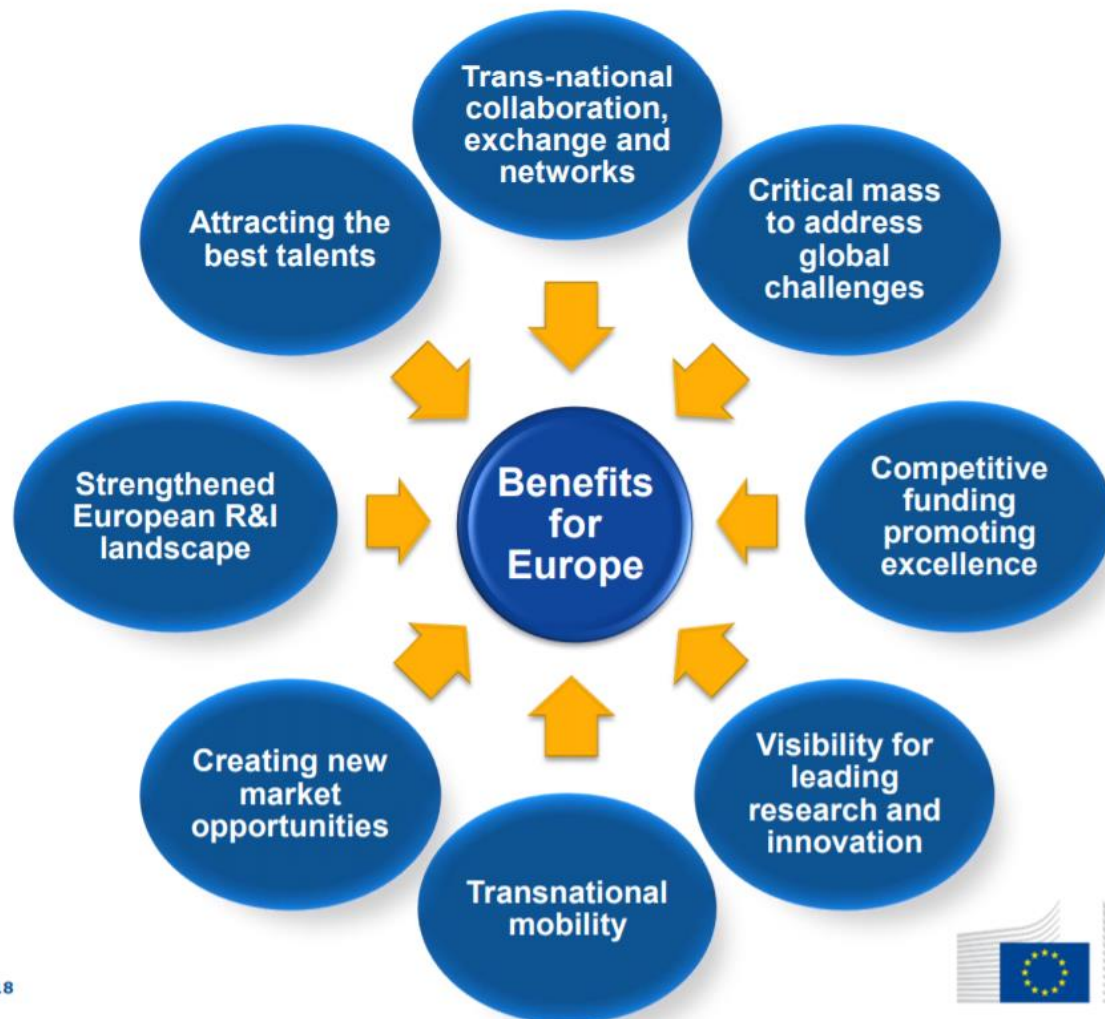 Trans-national
collaboration,
exchange and
networks
Attracting the
best talents
Critical mass
to address
global
challenges
Strengthened
European R&I
landscape
Benefits
for
Europe
Competitive
funding
promoting
excellence
Creating new
market
opportunities
Visibility for
leading
research and
innovation
Transnational
mobility